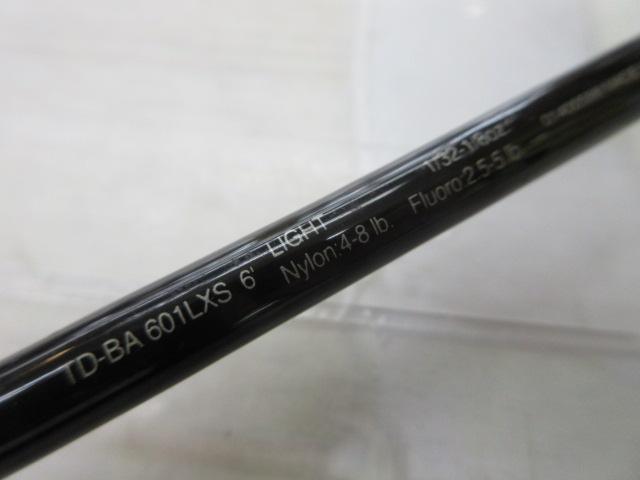 TD-BA 601LXS 6' LIGHT
Nylon:4-8 lb. Fluoro:2.5-5 lb.
1/32-1/8oz.